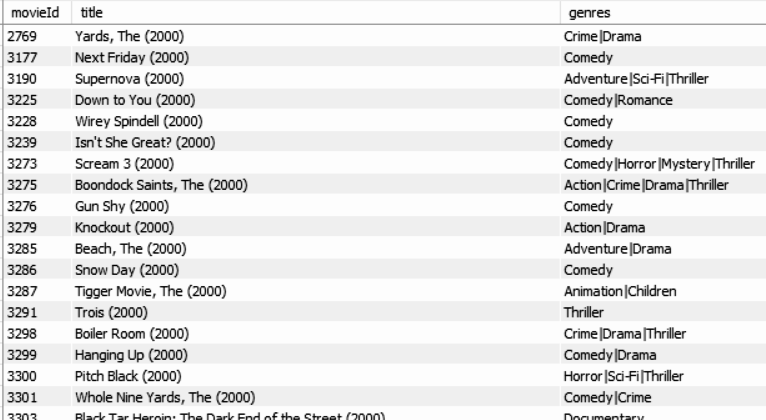 movieId title genres
2769 Yards, The (2000) Crime|Drama
3177 Next Friday (2000) Comedy
3190 Supernova (2000) Adventure|Sci-Fi|Thriller
3225 Down to You (2000) Comedy|Romance
3228 Wirey Spindell (2000) Comedy
3239 Isn't She Great? (2000) Comedy
3273 Scream 3 (2000) Comedy|Horror|Mystery|Thriller
3275 Boondock Saints, The (2000) Action|Crime|Drama|Thriller
3276 Gun Shy (2000) Comedy
3279 Knockout (2000) Action|Drama
3285 Beach, The (2000) Adventure|Drama
3286 Snow Day (2000) Comedy
3287 Tigger Movie, The (2000) Animation|Children
3291 Trois (2000) Thriller
3298 Boiler Room (2000) Crime|Drama|Thriller
3299 Hanging Up (2000) Comedy|Drama
3300 Pitch Black (2000) Horror|Sci-Fi|Thriller
3301 Whole Nine Yards, The (2000) Comedy|Crime
3303 Black Tar Heroin: The Dark End of the Street (2000) Documentary